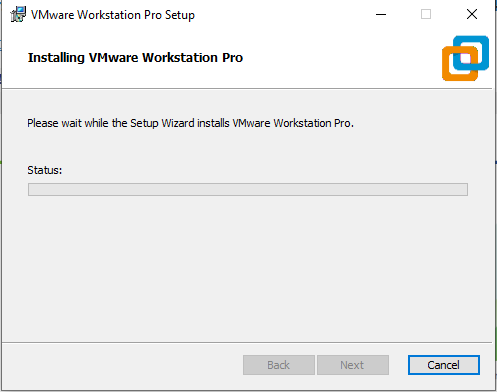 VMware Workstation Pro Setup
Installing VMware Workstation Pro
Please wait while the Setup Wizard installs VMware Workstation Pro.
Status:
Back Next Cancel